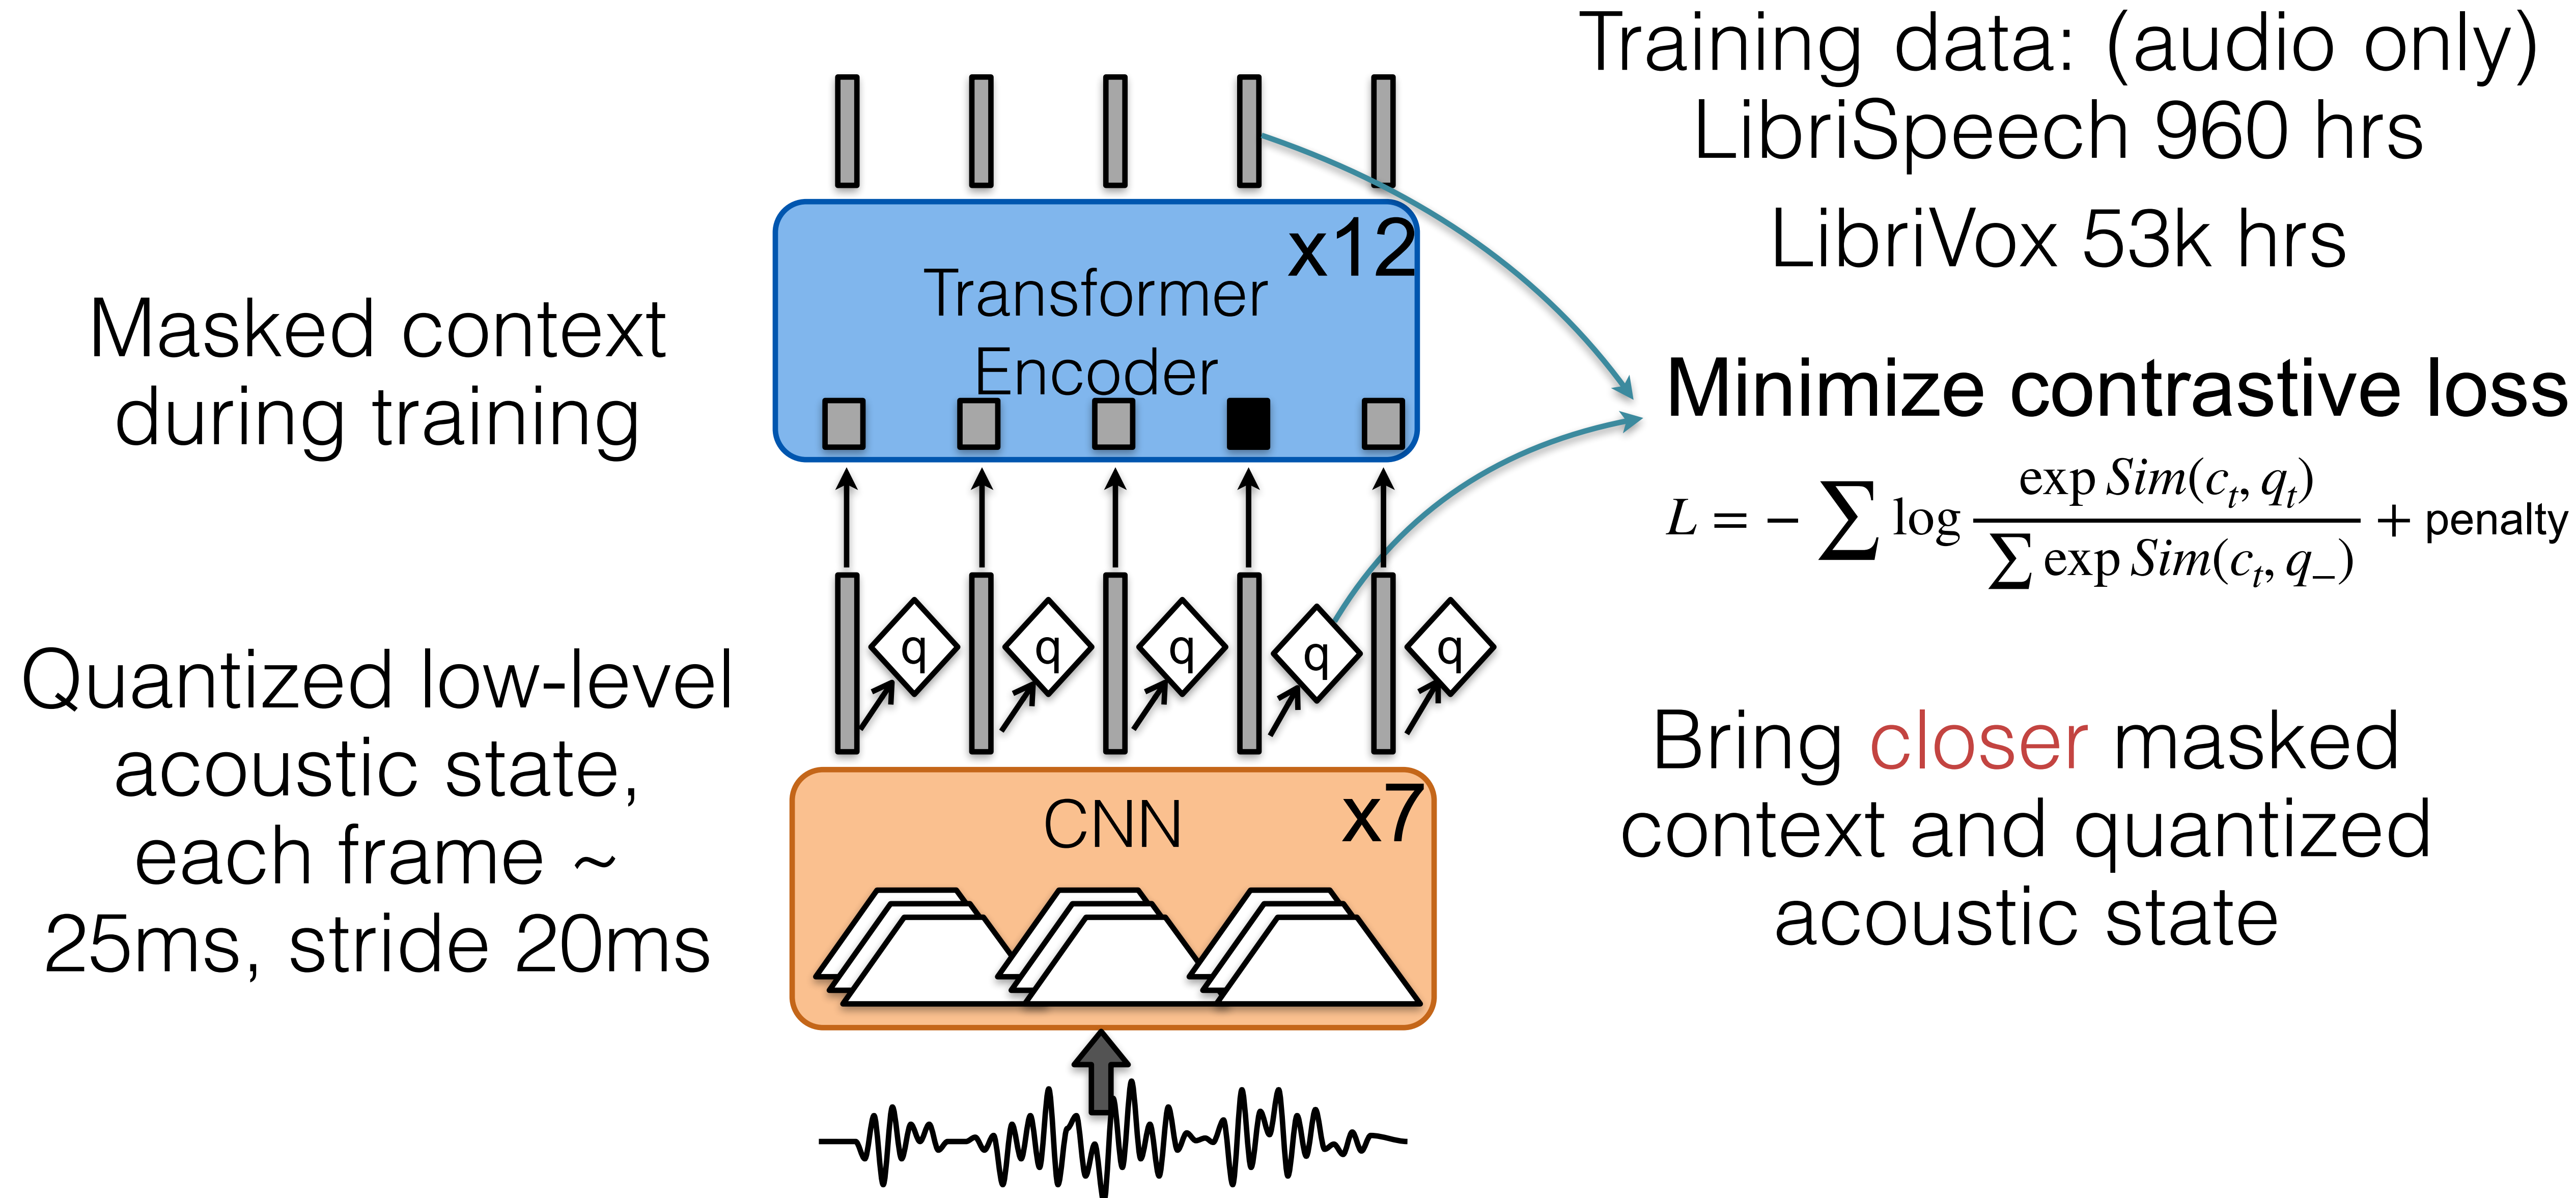 Training data: (audio only)
LibriSpeech 960 hrs
LibriVox 53k hrs
x12
Transformer
Encoder
Masked context
during training
Minimize contrastive loss
L = − ∑ log exp Sim(c_t, q_t) / ∑ exp Sim(c_t, q_−) + penalty
q q q q q
Quantized low-level
acoustic state,
each frame ~
25ms, stride 20ms
CNN
x7
Bring closer masked
context and quantized
acoustic state